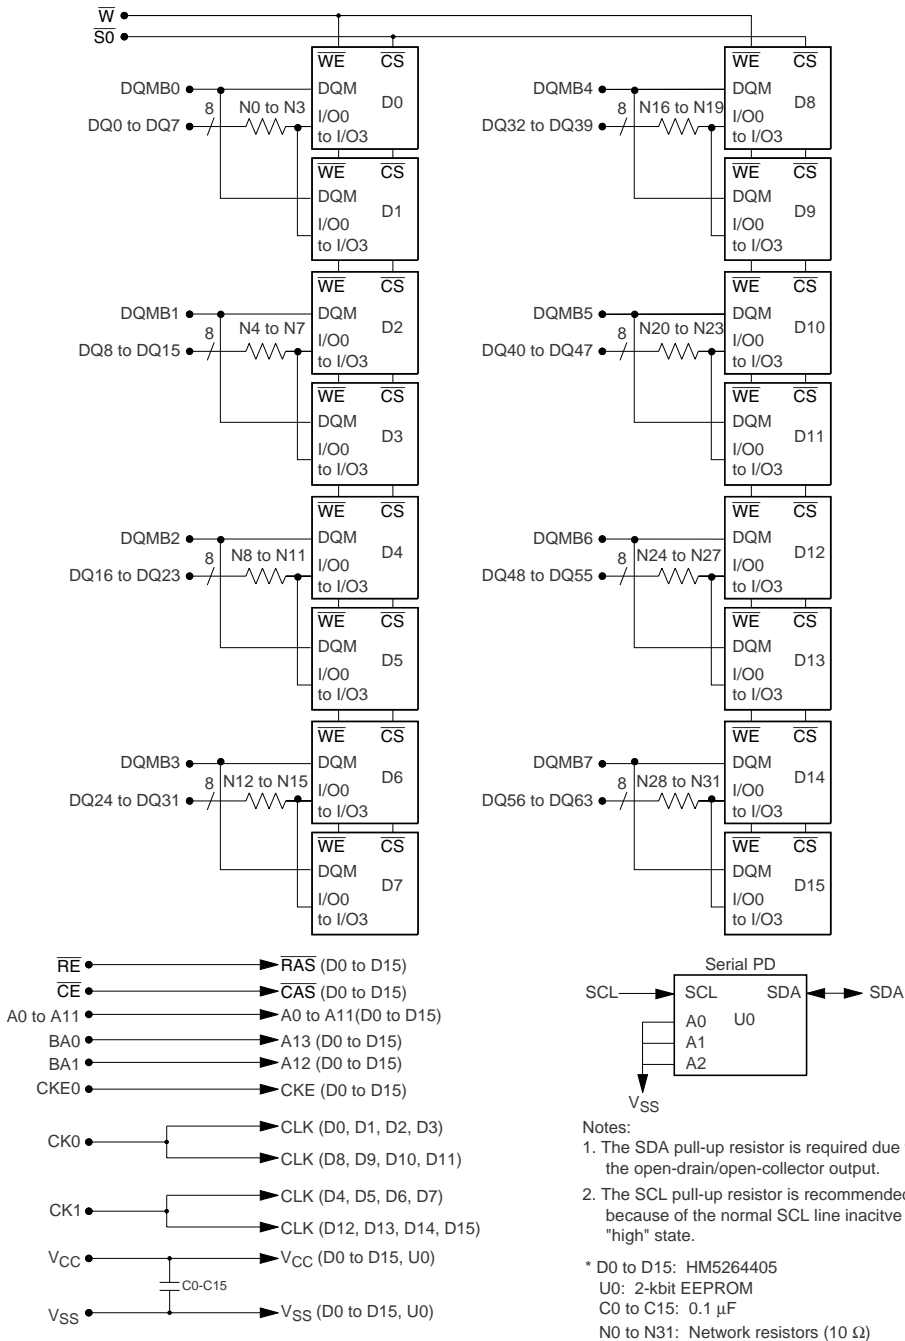 W
S0
WE CS
DQMB0 DQM
D0
8 N0 to N3
I/O0
DQ0 to DQ7 to I/O3
WE CS
DQM
D1
I/O0
to I/O3
WE CS
DQMB1 DQM
D2
8 N4 to N7
I/O0
DQ8 to DQ15 to I/O3
WE CS
DQM
D3
I/O0
to I/O3
WE CS
DQMB2 DQM
D4
8 N8 to N11
I/O0
DQ16 to DQ23 to I/O3
WE CS
DQM
D5
I/O0
to I/O3
WE CS
DQMB3 DQM
D6
8 N12 to N15
I/O0
DQ24 to DQ31 to I/O3
WE CS
DQM
D7
I/O0
to I/O3
WE CS
DQMB4 DQM
D8
8 N16 to N19
I/O0
DQ32 to DQ39 to I/O3
WE CS
DQM
D9
I/O0
to I/O3
WE CS
DQMB5 DQM
D10
8 N20 to N23
I/O0
DQ40 to DQ47 to I/O3
WE CS
DQM
D11
I/O0
to I/O3
WE CS
DQMB6 DQM
D12
8 N24 to N27
I/O0
DQ48 to DQ55 to I/O3
WE CS
DQM
D13
I/O0
to I/O3
WE CS
DQMB7 DQM
D14
8 N28 to N31
I/O0
DQ56 to DQ63 to I/O3
WE CS
DQM
D15
I/O0
to I/O3
RE RAS (D0 to D15)
CE CAS (D0 to D15)
A0 to A11 A0 to A11(D0 to D15)
BA0 A13 (D0 to D15)
BA1 A12 (D0 to D15)
CKE0 CKE (D0 to D15)
CK0
CLK (D0, D1, D2, D3)
CLK (D8, D9, D10, D11)
CK1
CLK (D4, D5, D6, D7)
CLK (D12, D13, D14, D15)
VCC VCC (D0 to D15, U0)
C0-C15
VSS VSS (D0 to D15, U0)
Serial PD
SCL SCL SDA SDA
A0 U0
A1
A2
VSS
Notes:
1. The SDA pull-up resistor is required due
the open-drain/open-collector output.
2. The SCL pull-up resistor is recommended
because of the normal SCL line inacitve
"high" state.
* D0 to D15: HM5264405
U0: 2-kbit EEPROM
C0 to C15: 0.1 µF
N0 to N31: Network resistors (10 Ω)